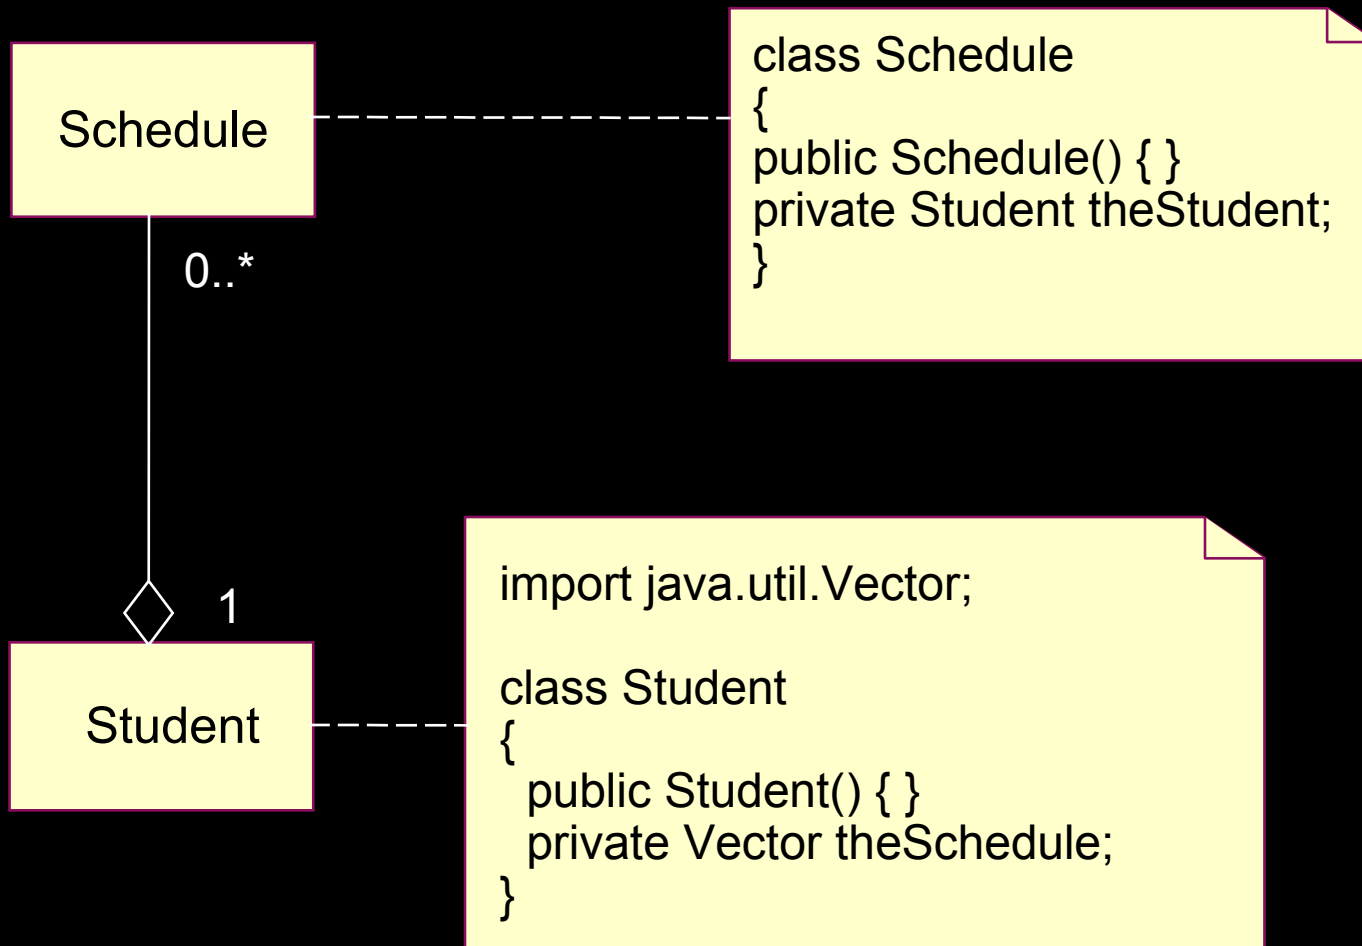 Schedule
class Schedule
{
public Schedule() { }
private Student theStudent;
}
0..*
1
Student
import java.util.Vector;
class Student
{
public Student() { }
private Vector theSchedule;
}